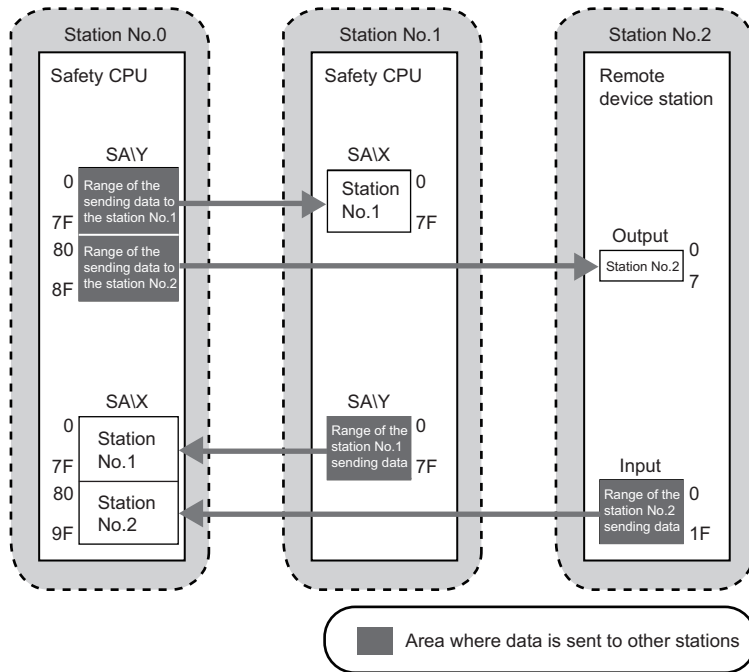 Station No.0
Safety CPU
SA\Y
0
Range of the
sending data to
the station No.1
7F
80
Range of the
sending data to
the station No.2
8F
SA\X
0
Station
No.1
7F
80
Station
No.2
9F
Station No.1
Safety CPU
SA\X
Station
No.1
0
7F
SA\Y
Range of the
station No.1
sending data
0
7F
Station No.2
Remote
device station
Output
Station No.2
0
7
Input
Range of the
station No.2
sending data
0
1F
Area where data is sent to other stations